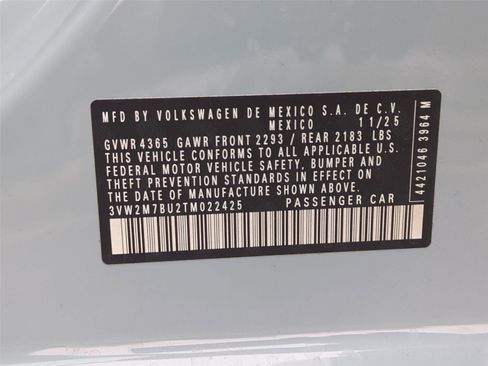 MFD BY VOLKSWAGEN DE MEXICO S.A. DE C.V.
MEXICO 11/25
GVWR 4365 GAWR FRONT 2293 / REAR 2183 LBS
THIS VEHICLE CONFORMS TO ALL APPLICABLE U.S.
FEDERAL MOTOR VEHICLE SAFETY, BUMPER AND
THEFT PREVENTION STANDARDS IN EFFECT ON
THE DATE OF MANUFACTURE SHOWN ABOVE
3VW2M7BU2TM022425 PASSENGER CAR
4421046 3964 M